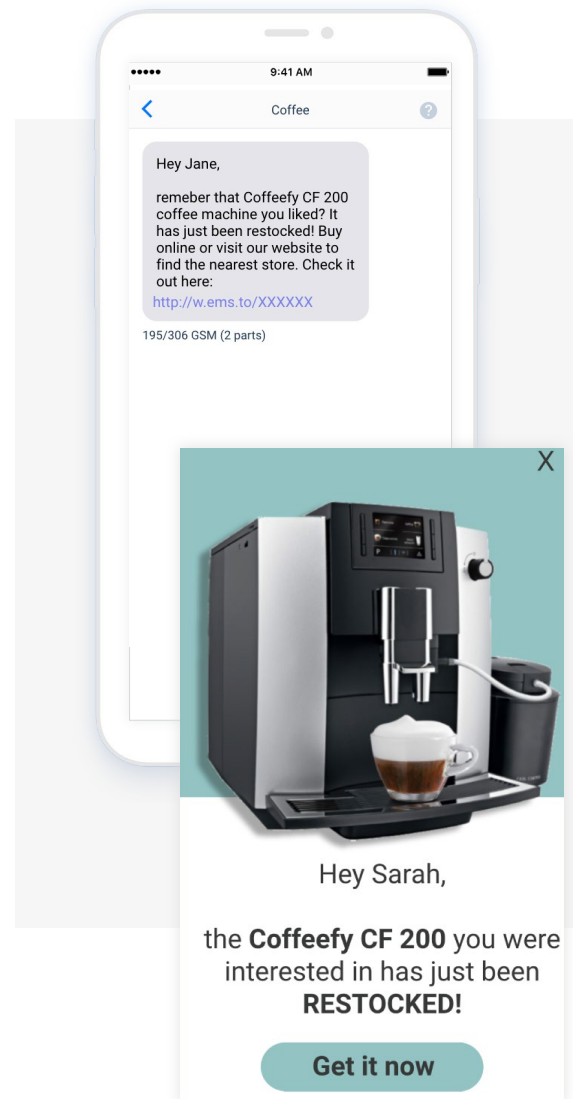 9:41 AM
Coffee
?
Hey Jane,
remeber that Coffeefy CF 200
coffee machine you liked? It
has just been restocked! Buy
online or visit our website to
find the nearest store. Check it
out here:
http://w.ems.to/XXXXXX
195/306 GSM (2 parts)
X
Hey Sarah,
the Coffeefy CF 200 you were
interested in has just been
RESTOCKED!
Get it now